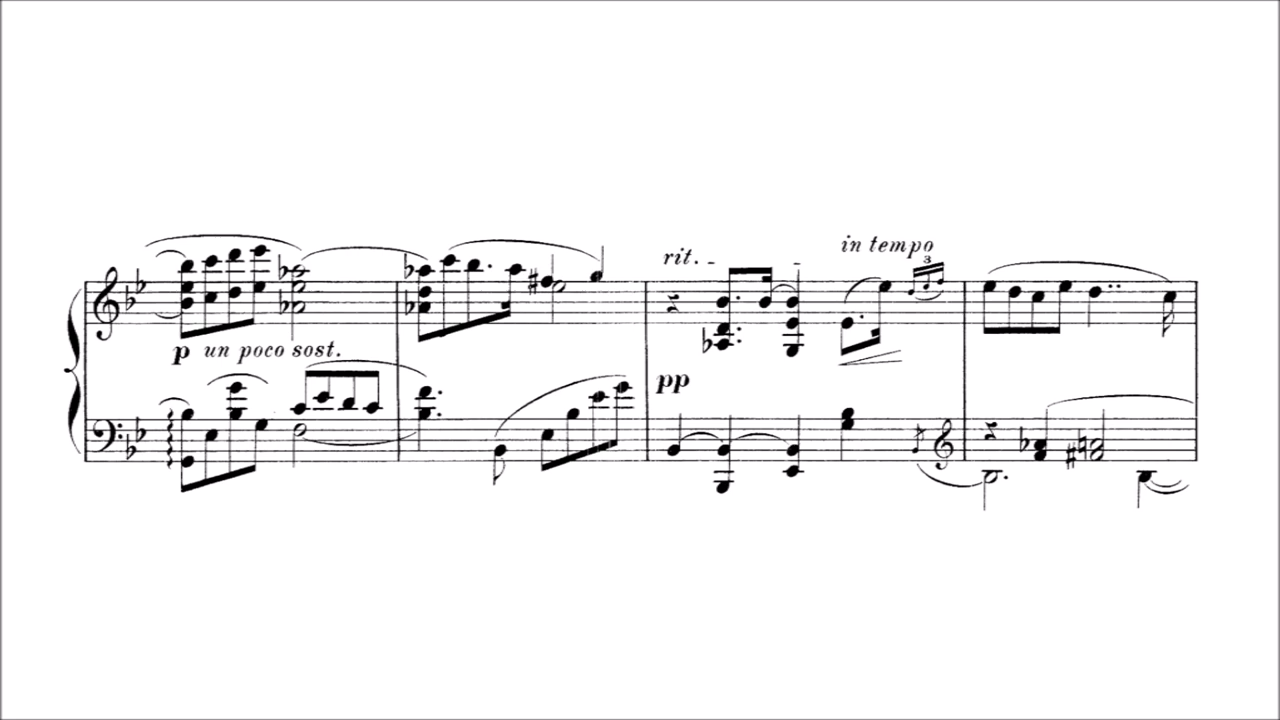 rit. -
in tempo
3
p un poco sost.
pp